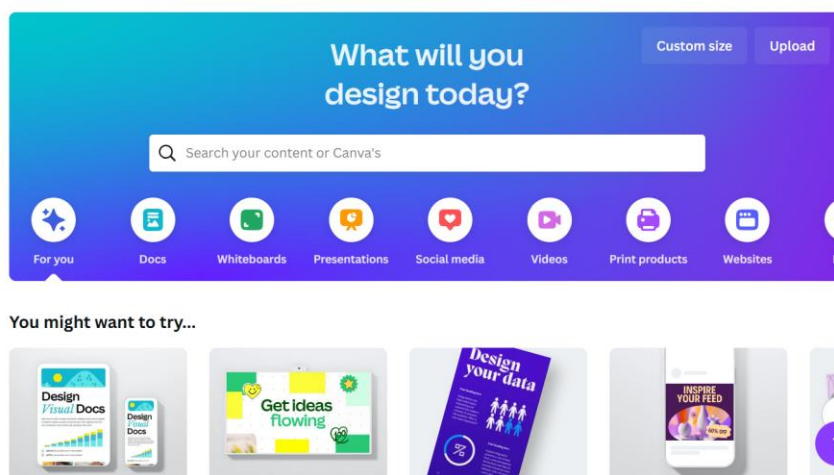 What will you
design today?
Custom size
Upload
Search your content or Canva's
For you
Docs
Whiteboards
Presentations
Social media
Videos
Print products
Websites
You might want to try...
Design
Visual Docs
Design
Visual
Docs
Get ideas
flowing
Design
your data
%
INSPIRE
YOUR FEED